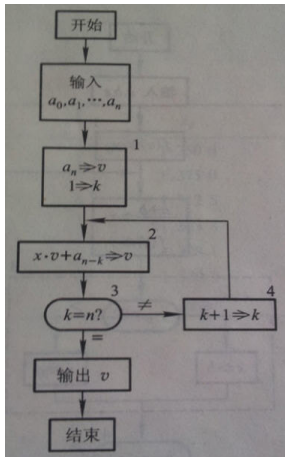 开始
输入
a₀,a₁,…,aₙ
1
aₙ⇒v
1⇒k
2
x·v+aₙ₋ₖ⇒v
3
k=n?
≠
4
k+1⇒k
=
输出 v
结束